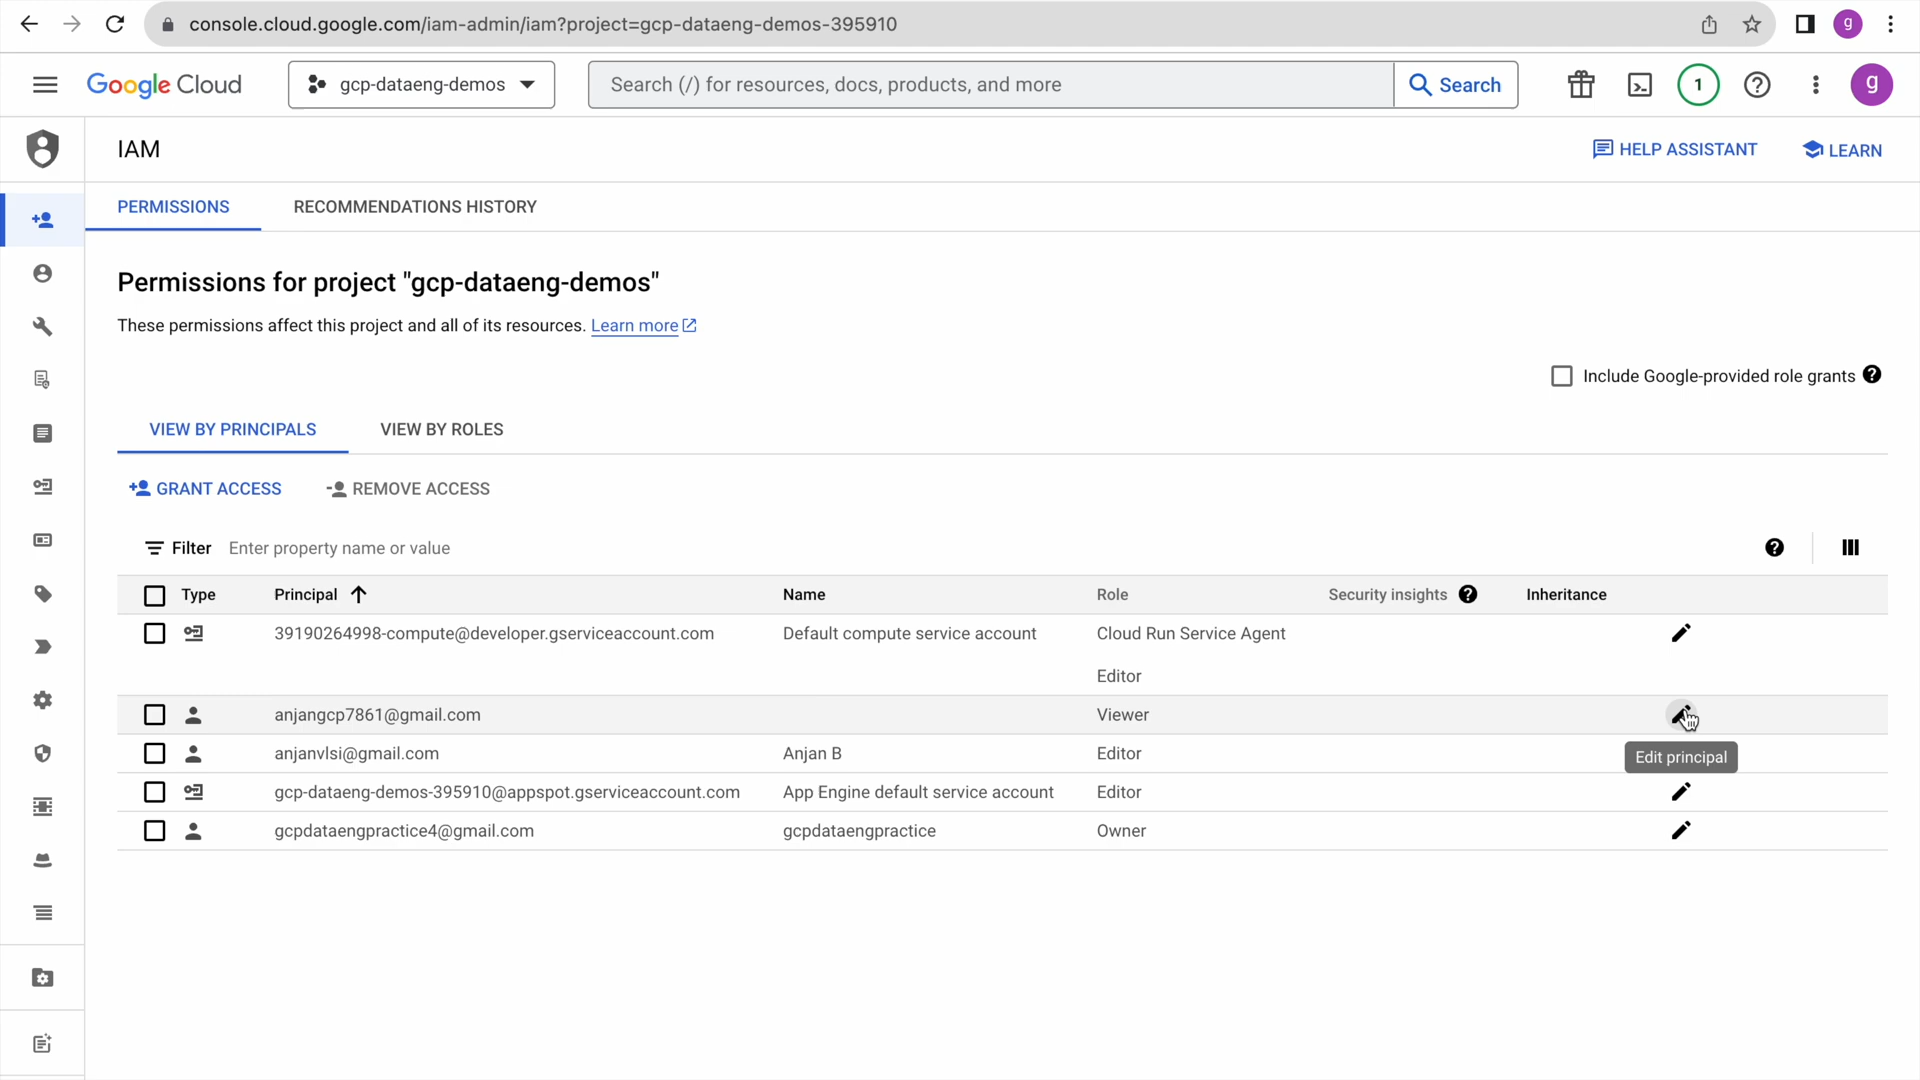 console.cloud.google.com/iam-admin/iam?project=gcp-dataeng-demos-395910
g
Google Cloud
gcp-dataeng-demos
Search (/) for resources, docs, products, and more
Search
1
g
IAM
HELP ASSISTANT
LEARN
PERMISSIONS
RECOMMENDATIONS HISTORY
Permissions for project "gcp-dataeng-demos"
These permissions affect this project and all of its resources. Learn more
Include Google-provided role grants
VIEW BY PRINCIPALS
VIEW BY ROLES
GRANT ACCESS
REMOVE ACCESS
Filter Enter property name or value
Type Principal Name Role Security insights Inheritance
39190264998-compute@developer.gserviceaccount.com Default compute service account Cloud Run Service Agent
Editor
anjangcp7861@gmail.com Viewer
anjanvlsi@gmail.com Anjan B Editor
Edit principal
gcp-dataeng-demos-395910@appspot.gserviceaccount.com App Engine default service account Editor
gcpdataengpractice4@gmail.com gcpdataengpractice Owner